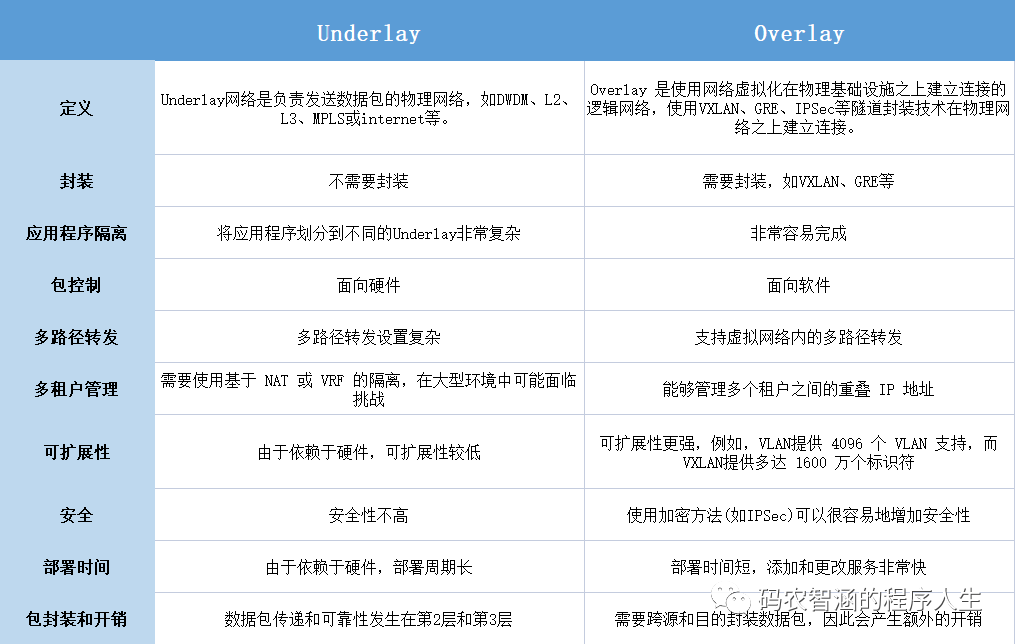 Underlay
Overlay
定义
Underlay网络是负责发送数据包的物理网络，如DWDM、L2、
L3、MPLS或internet等。
Overlay 是使用网络虚拟化在物理基础设施之上建立连接的
逻辑网络，使用VXLAN、GRE、IPSec等隧道封装技术在物理网
络之上建立连接。
封装
不需要封装
需要封装，如VXLAN、GRE等
应用程序隔离
将应用程序划分到不同的Underlay非常复杂
非常容易完成
包控制
面向硬件
面向软件
多路径转发
多路径转发设置复杂
支持虚拟网络内的多路径转发
多租户管理
需要使用基于 NAT 或 VRF 的隔离，在大型环境中可能面临
挑战
能够管理多个租户之间的重叠 IP 地址
可扩展性
由于依赖于硬件，可扩展性较低
可扩展性更强，例如，VLAN提供 4096 个 VLAN 支持，而
VXLAN提供多达 1600 万个标识符
安全
安全性不高
使用加密方法(如IPSec)可以很容易地增加安全性
部署时间
由于依赖于硬件，部署周期长
部署时间短，添加和更改服务非常快
包封装和开销
数据包传递和可靠性发生在第2层和第3层
需要跨源和目的封装数据包，因此会产生额外的开销
码农智涵的程序人生